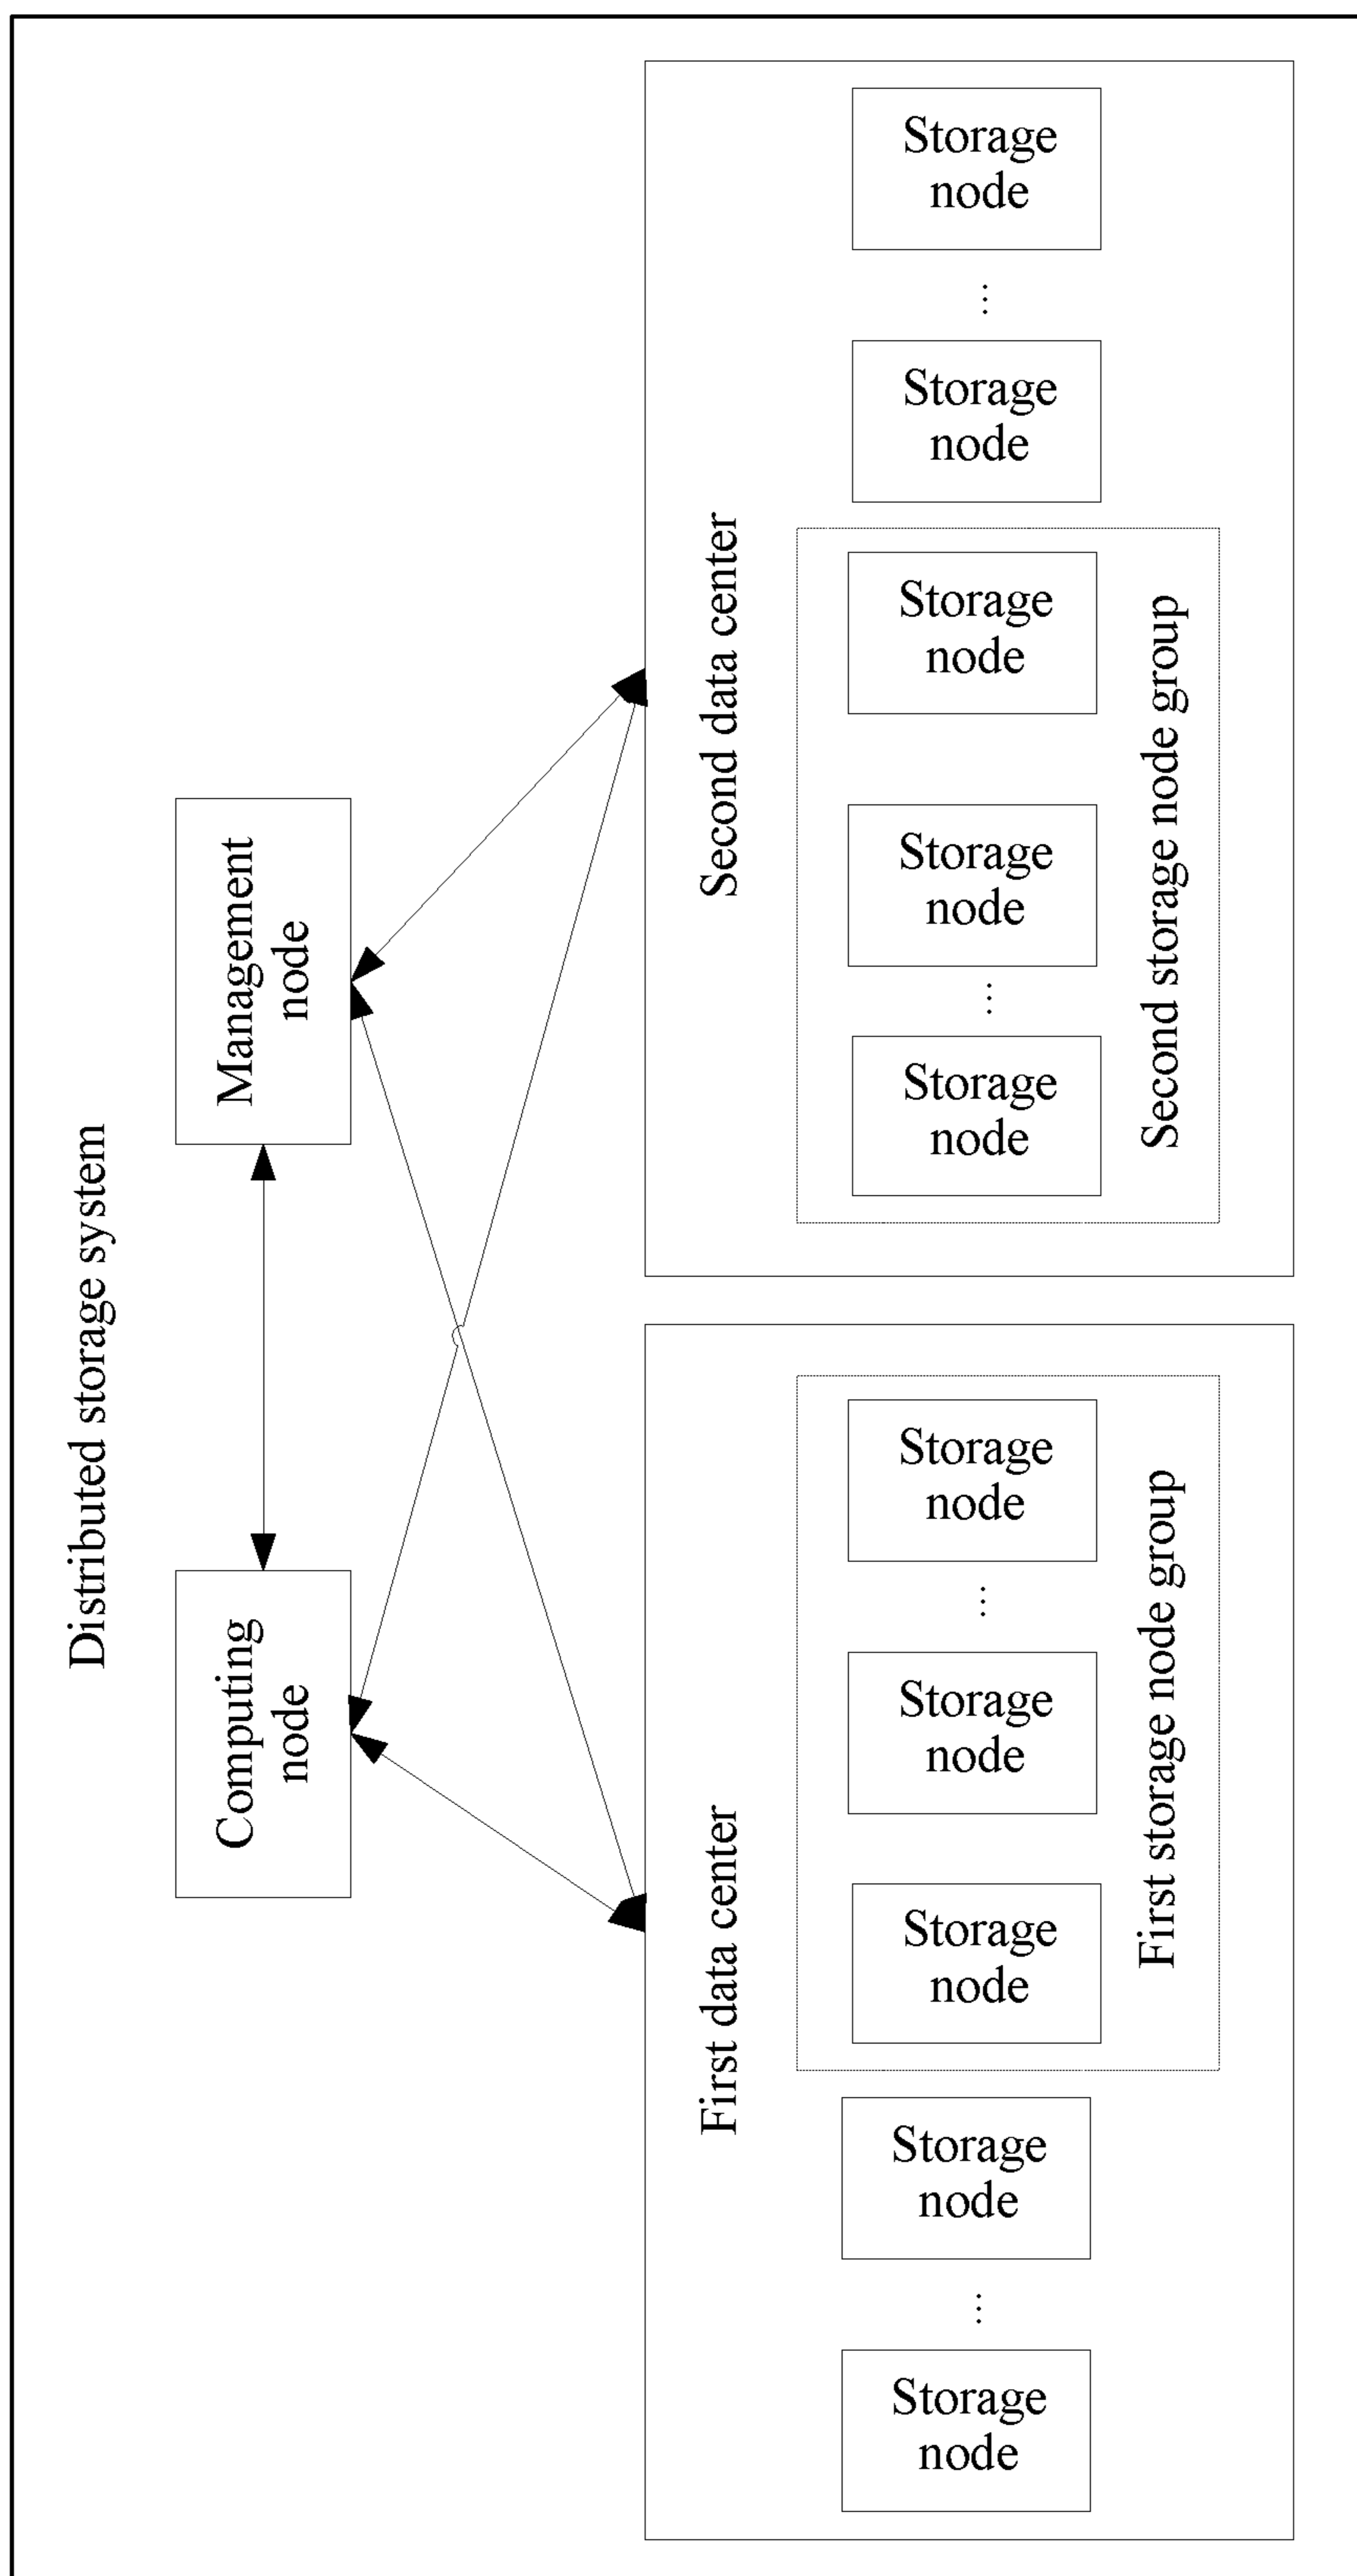 Distributed storage system
Computing
node
Management
node
First data center
Storage
node
...
Storage
node
Storage
node
Storage
node
...
Storage
node
First storage node group
Second data center
Storage
node
...
Storage
node
Storage
node
Storage
node
...
Storage
node
Second storage node group